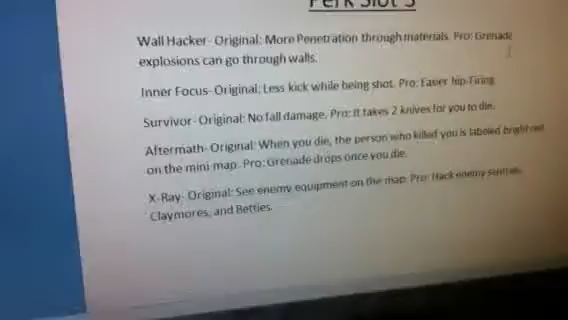 Perk Slot 3
Wall Hacker- Original: More Penetration through materials. Pro: Grenade
explosions can go through walls.
Inner Focus- Original: Less kick while being shot. Pro: Easier hip-firing.
Survivor- Original: No fall damage. Pro: It takes 2 knives for you to die.
Aftermath- Original: When you die, the person who killed you is labeled bright red
on the mini map. Pro: Grenade drops once you die.
X-Ray- Original: See enemy equipment on the map. Pro: Hack enemy sentries,
Claymores, and Betties.